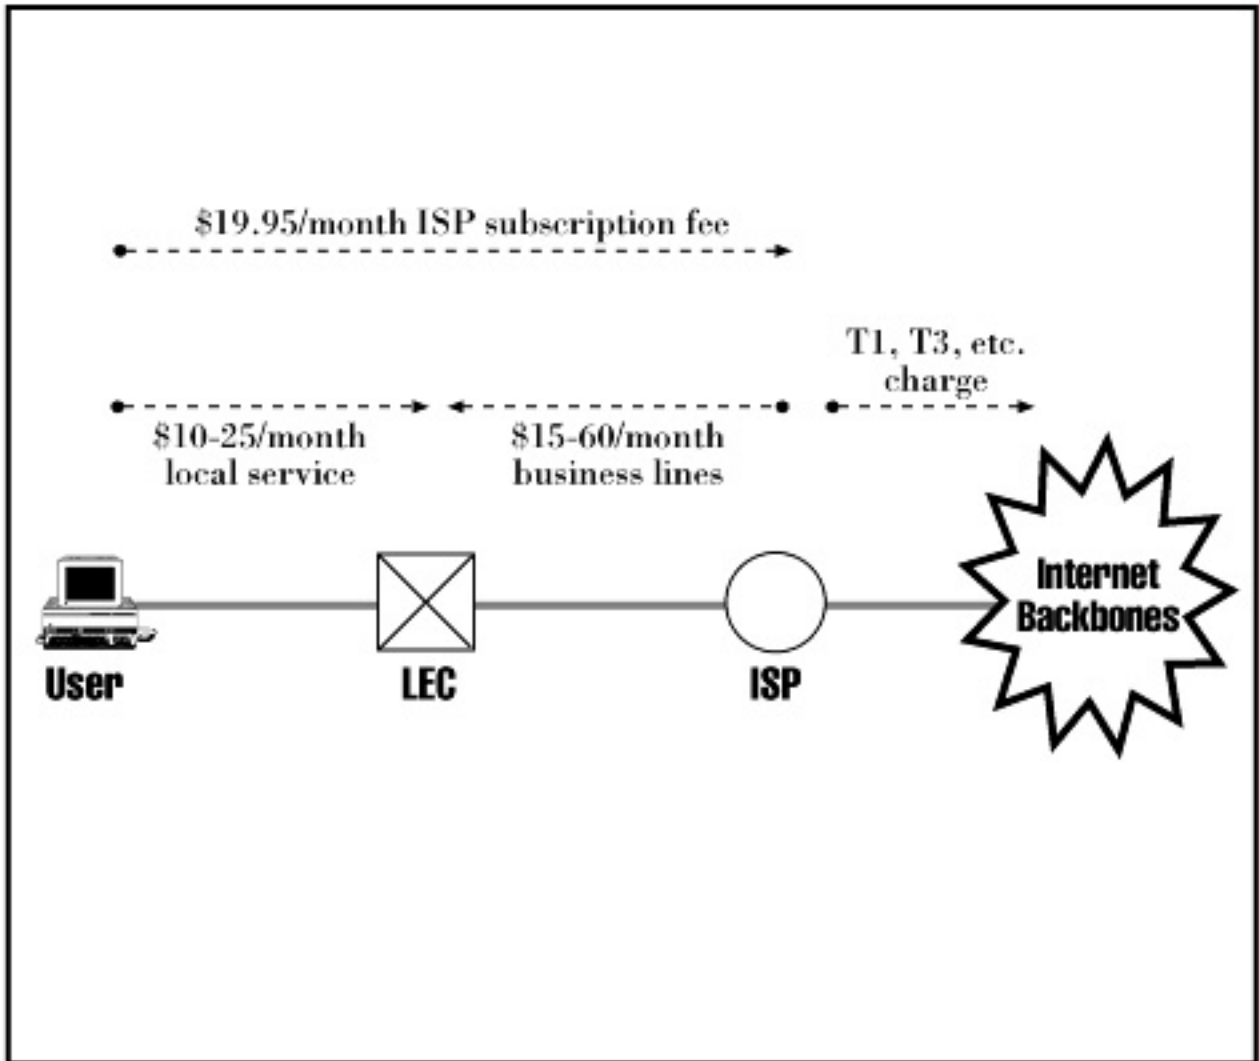 $19.95/month ISP subscription fee
T1, T3, etc.
charge
$10-25/month
local service
$15-60/month
business lines
Internet
Backbones
User
LEC
ISP